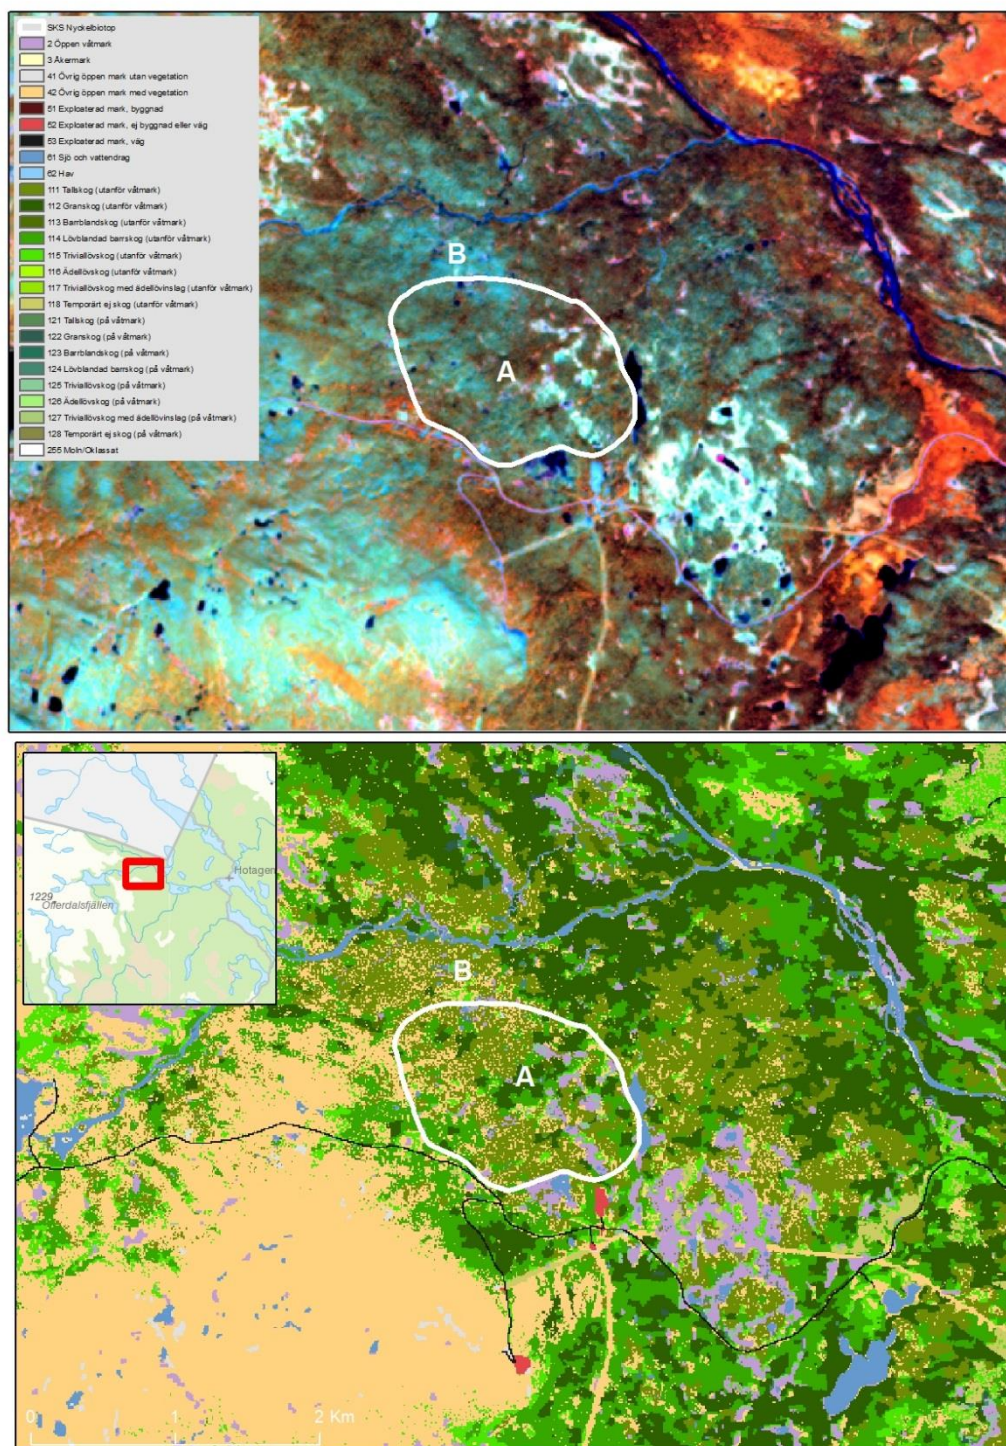 SKS Nyckelbiotop
2 Öppen våtmark
3 Åkermark
41 Övrig öppen mark utan vegetation
42 Övrig öppen mark med vegetation
51 Exploaterad mark, byggnad
52 Exploaterad mark, ej byggnad eller väg
53 Exploaterad mark, väg
61 Sjö och vattendrag
62 Hav
111 Tallskog (utanför våtmark)
112 Granskog (utanför våtmark)
113 Barrblandskog (utanför våtmark)
114 Lövblandad barrskog (utanför våtmark)
115 Triviallövskog (utanför våtmark)
116 Ädellövskog (utanför våtmark)
117 Triviallövskog med ädellövinslag (utanför våtmark)
118 Temporärt ej skog (utanför våtmark)
121 Tallskog (på våtmark)
122 Granskog (på våtmark)
123 Barrblandskog (på våtmark)
124 Lövblandad barrskog (på våtmark)
125 Triviallövskog (på våtmark)
126 Ädellövskog (på våtmark)
127 Triviallövskog med ädellövinslag (på våtmark)
128 Temporärt ej skog (på våtmark)
255 Moln/Oklassat
B
A
Hotagen
1229
Offerdalsfjällen
B
A
0 1 2 Km